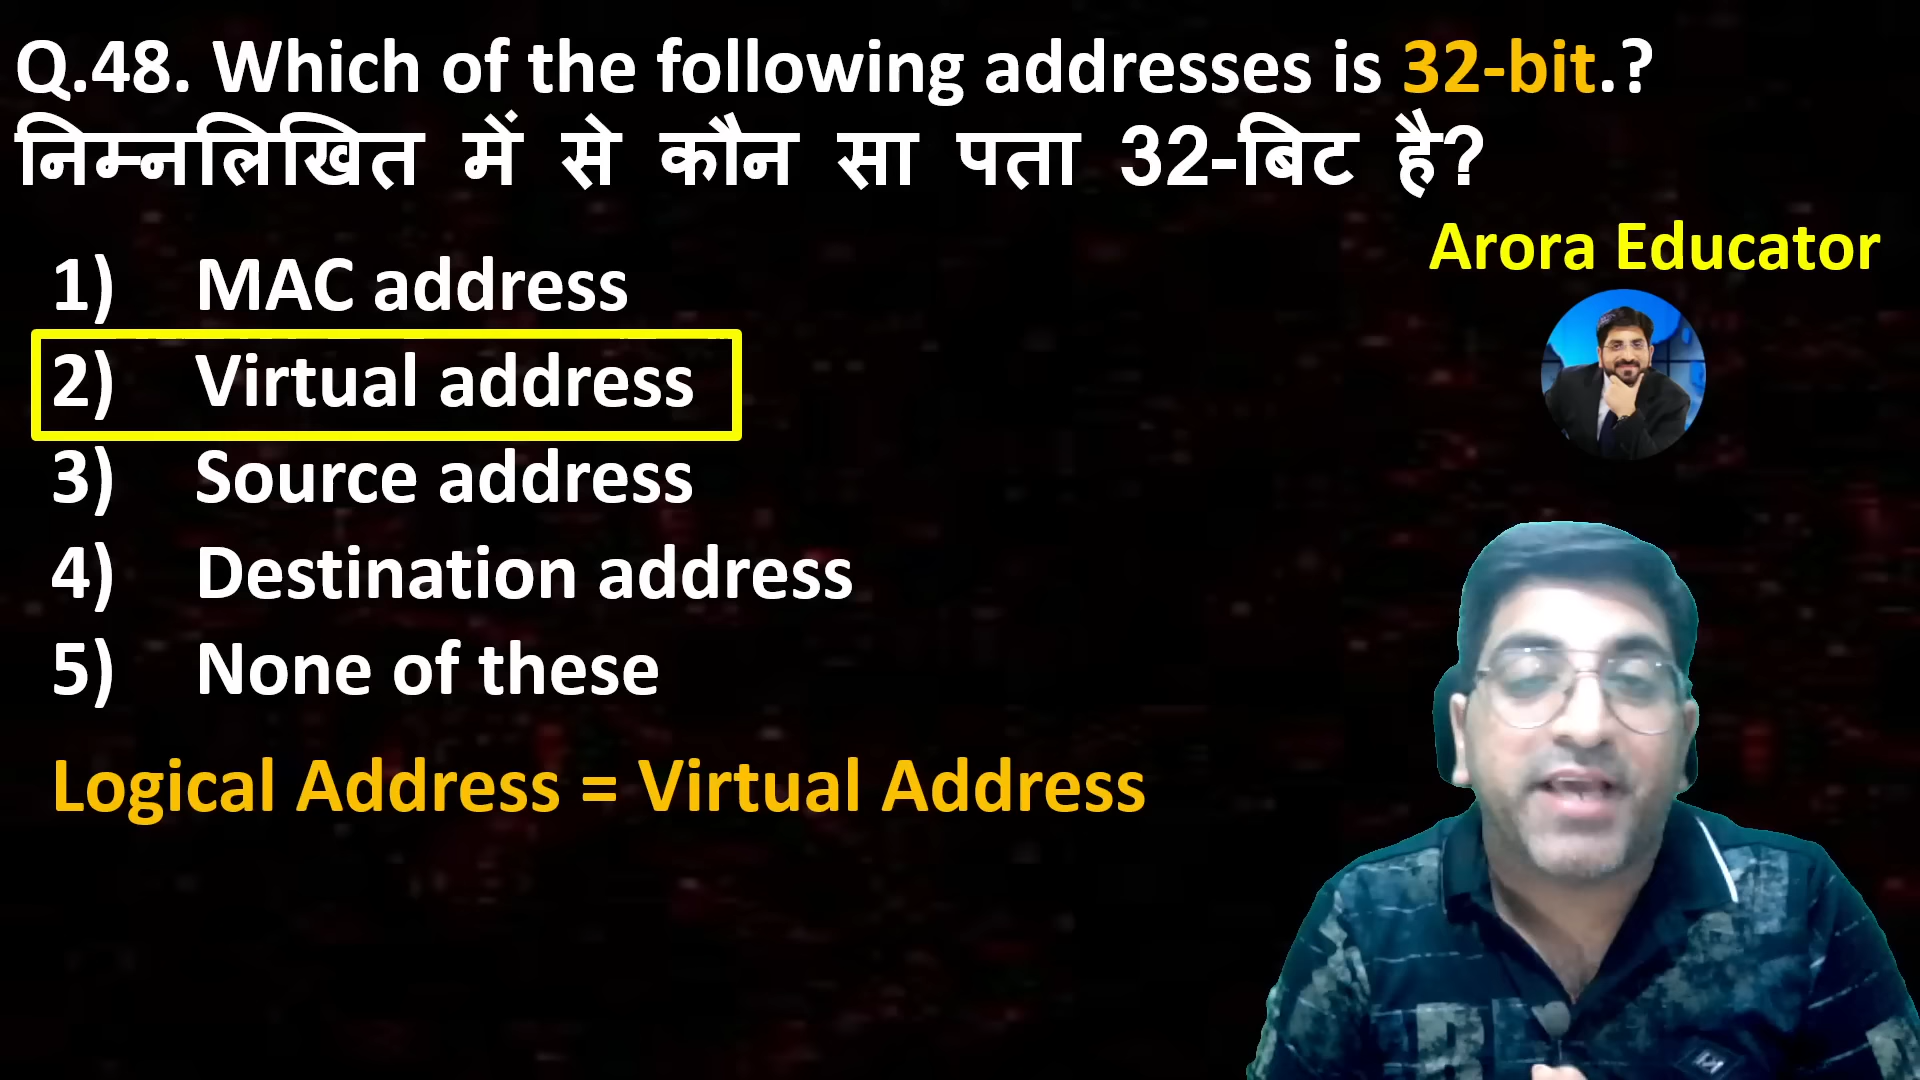 Q.48. Which of the following addresses is 32-bit.?
निम्नलिखित में से कौन सा पता 32-बिट है?
Arora Educator
1) MAC address
2) Virtual address
3) Source address
4) Destination address
5) None of these
Logical Address = Virtual Address